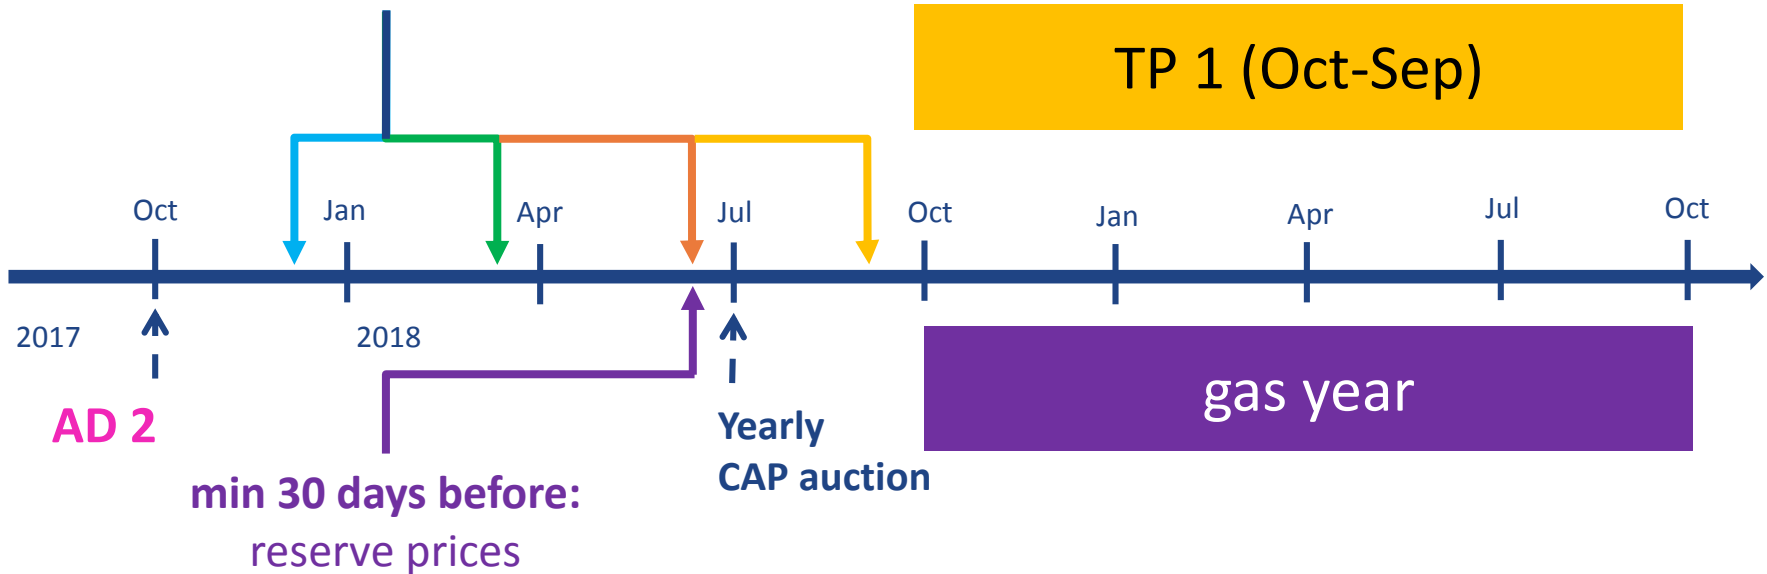 TP 1 (Oct-Sep)
Oct
Jan
Apr
Jul
Oct
Jan
Apr
Jul
Oct
2017
2018
AD 2
Yearly
CAP auction
gas year
min 30 days before:
reserve prices